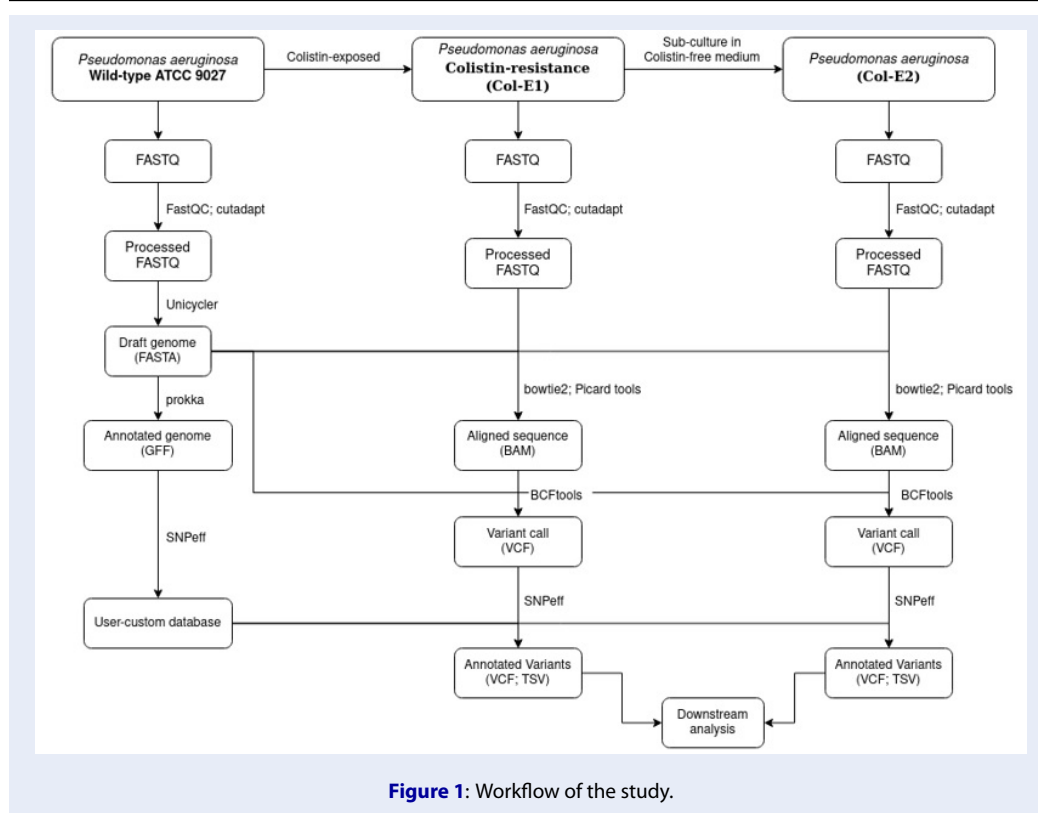 Pseudomonas aeruginosa
Wild-type ATCC 9027
Colistin-exposed
Pseudomonas aeruginosa
Colistin-resistance
(Col-E1)
Sub-culture in
Colistin-free medium
Pseudomonas aeruginosa
(Col-E2)
FASTQ
FASTQ
FASTQ
FastQC; cutadapt
FastQC; cutadapt
FastQC; cutadapt
Processed
FASTQ
Processed
FASTQ
Processed
FASTQ
Unicycler
Draft genome
(FASTA)
prokka
bowtie2; Picard tools
bowtie2; Picard tools
Annotated genome
(GFF)
Aligned sequence
(BAM)
Aligned sequence
(BAM)
BCFtools
BCFtools
SNPeff
Variant call
(VCF)
Variant call
(VCF)
SNPeff
SNPeff
User-custom database
Annotated Variants
(VCF; TSV)
Annotated Variants
(VCF; TSV)
Downstream
analysis
Figure 1: Workflow of the study.